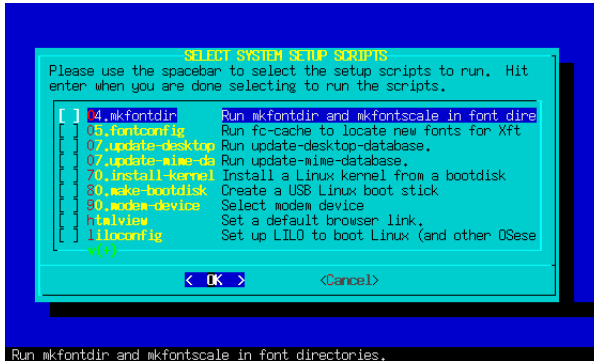 SELECT SYSTEM SETUP SCRIPTS
Please use the spacebar to select the setup scripts to run.  Hit
enter when you are done selecting to run the scripts.
[ ] 04.mkfontdir Run mkfontdir and mkfontscale in font dire
[ ] 05.fontconfig Run fc-cache to locate new fonts for Xft
[ ] 07.update-desktop Run update-desktop-database.
[ ] 07.update-mime-da Run update-mime-database.
[ ] 70.install-kernel Install a Linux kernel from a bootdisk
[ ] 80.make-bootdisk Create a USB Linux boot stick
[ ] 90.modem-device Select modem device
[ ] htmlview Set a default browser link.
[ ] liloconfig Set up LILO to boot Linux (and other OSese
v(+)
< OK > <Cancel>
Run mkfontdir and mkfontscale in font directories.